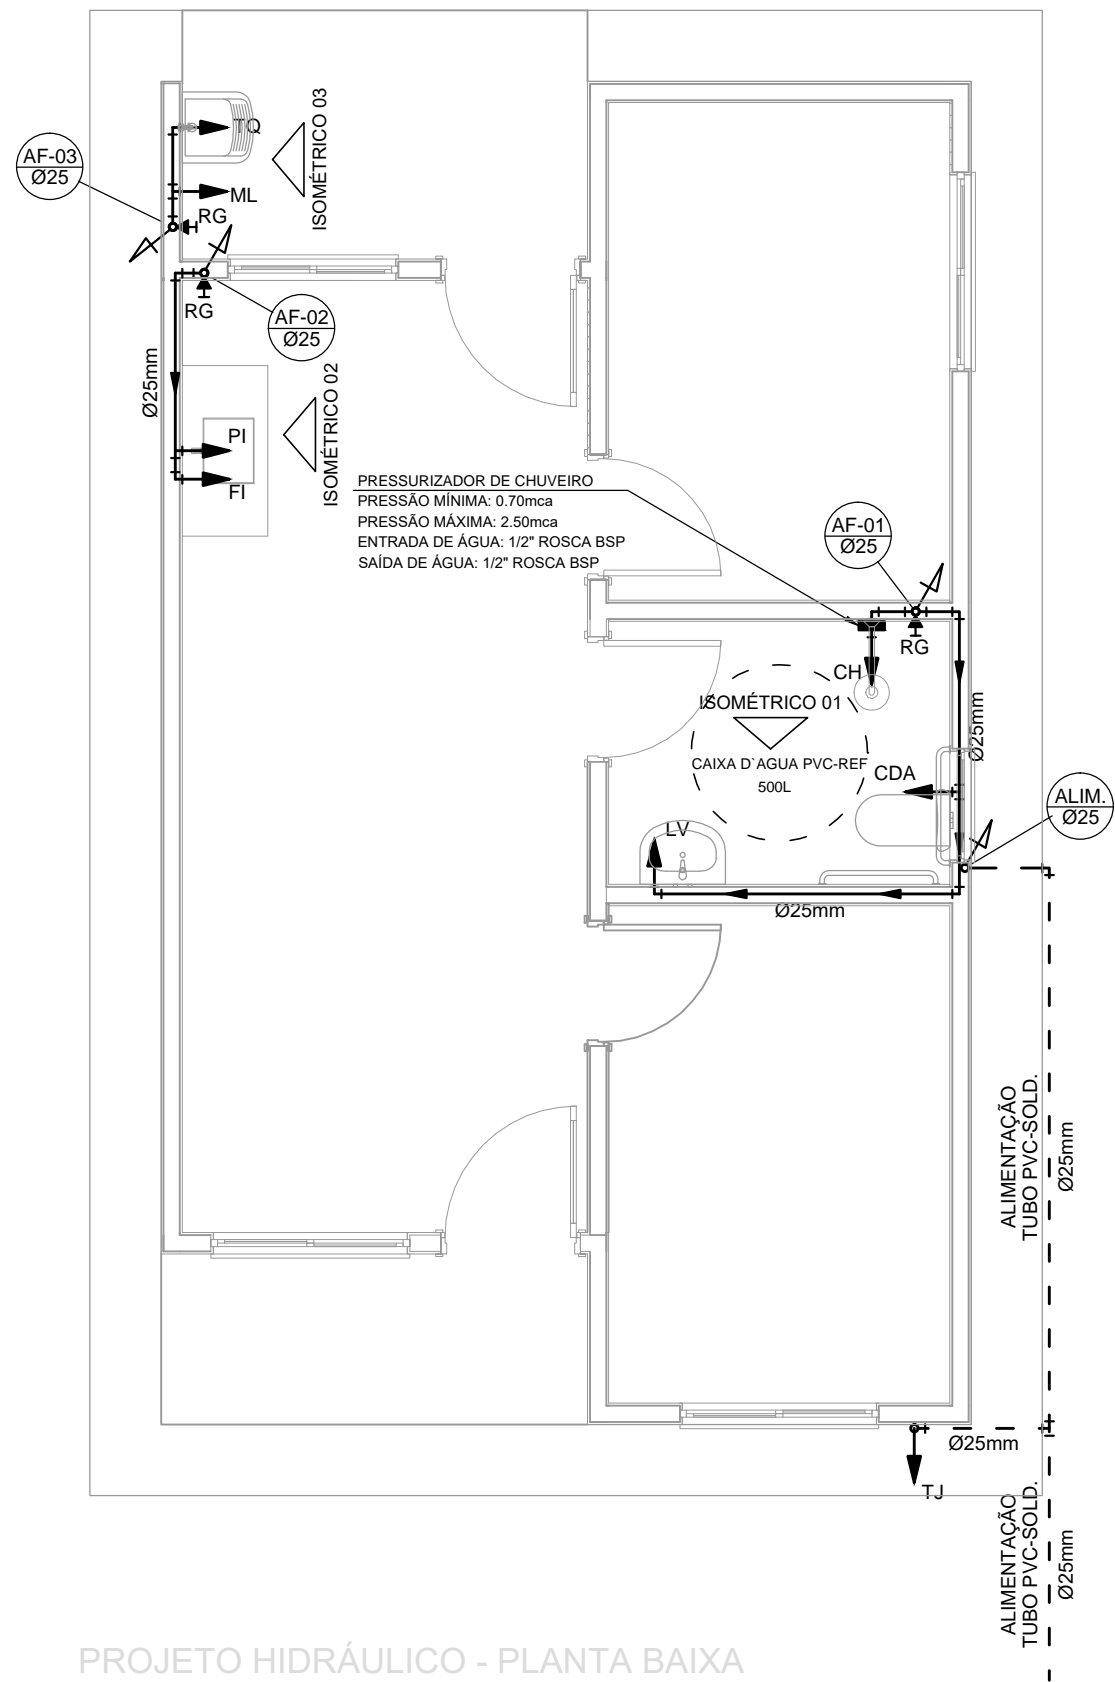 TQ
ISOMÉTRICO 03
AF-03
Ø25
ML
RG
RG
AF-02
Ø25
Ø25mm
ISOMÉTRICO 02
PI
FI
PRESSURIZADOR DE CHUVEIRO
PRESSÃO MÍNIMA: 0.70mca
PRESSÃO MÁXIMA: 2.50mca
ENTRADA DE ÁGUA: 1/2" ROSCA BSP
SAÍDA DE ÁGUA: 1/2" ROSCA BSP
AF-01
Ø25
RG
CH
ISOMÉTRICO 01
Ø25mm
CAIXA D`AGUA PVC-REF
500L
CDA
ALIM.
Ø25
LV
Ø25mm
ALIMENTAÇÃO
TUBO PVC-SOLD.
Ø25mm
Ø25mm
TJ
ALIMENTAÇÃO
TUBO PVC-SOLD.
Ø25mm
PROJETO HIDRÁULICO - PLANTA BAIXA